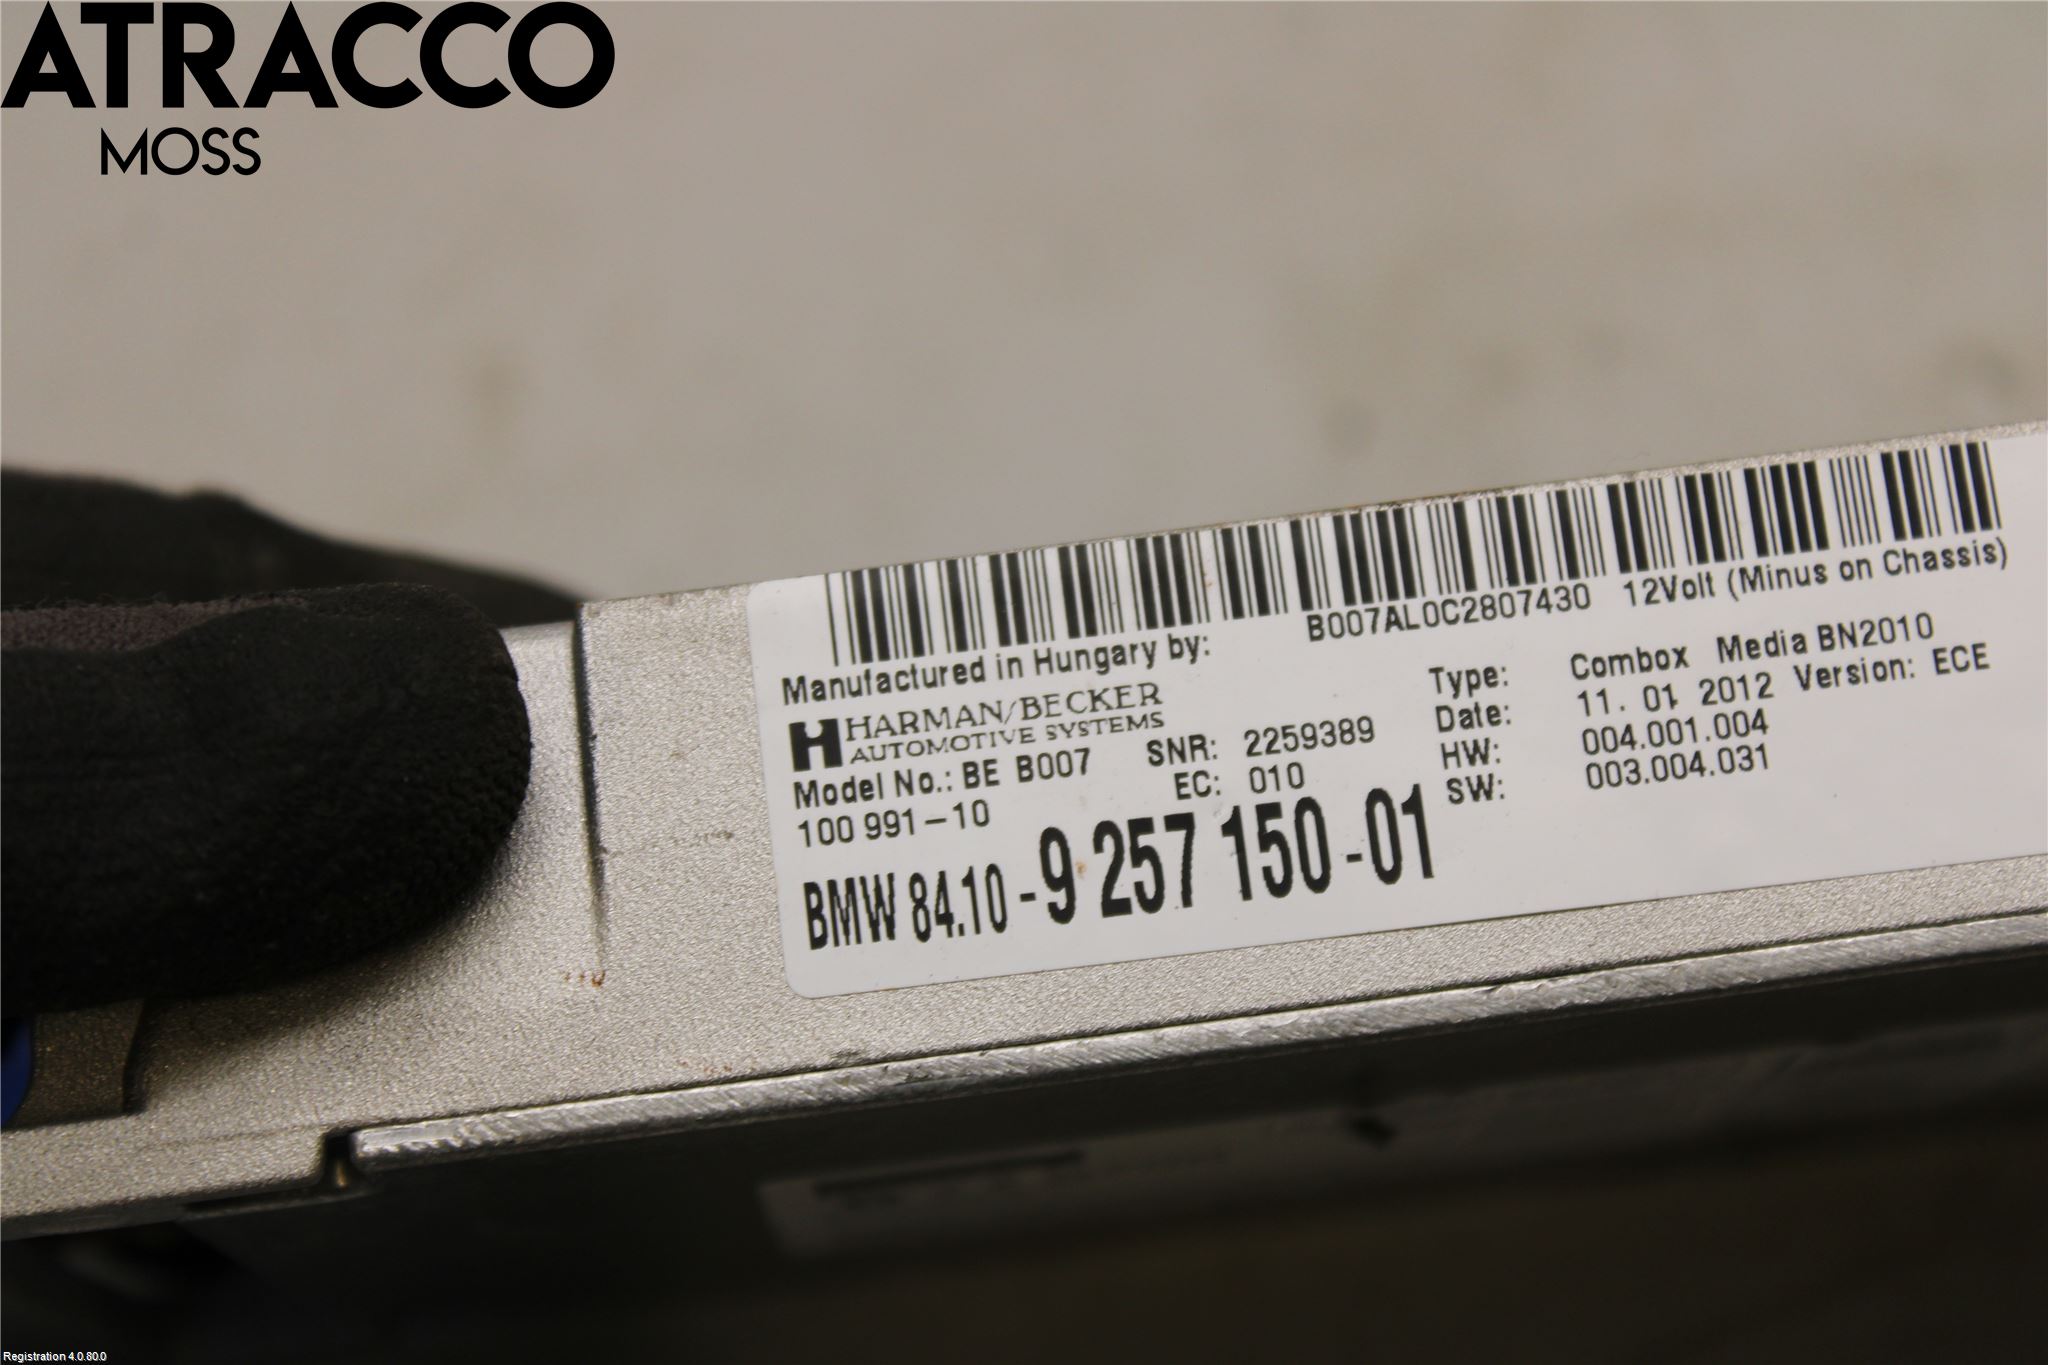 ATRACCO
MOSS
B007AL0C2807430 12Volt (Minus on Chassis)
Manufactured in Hungary by:
HARMAN/BECKER
AUTOMOTIVE SYSTEMS
Type: Combox Media BN2010
Date: 11. 01 2012 Version: ECE
Model No.: BE B007 SNR: 2259389 HW: 004.001.004
100 991-10 EC: 010 SW: 003.004.031
BMW 84.10 - 9 257 150 - 01
Registration 4.0.80.0